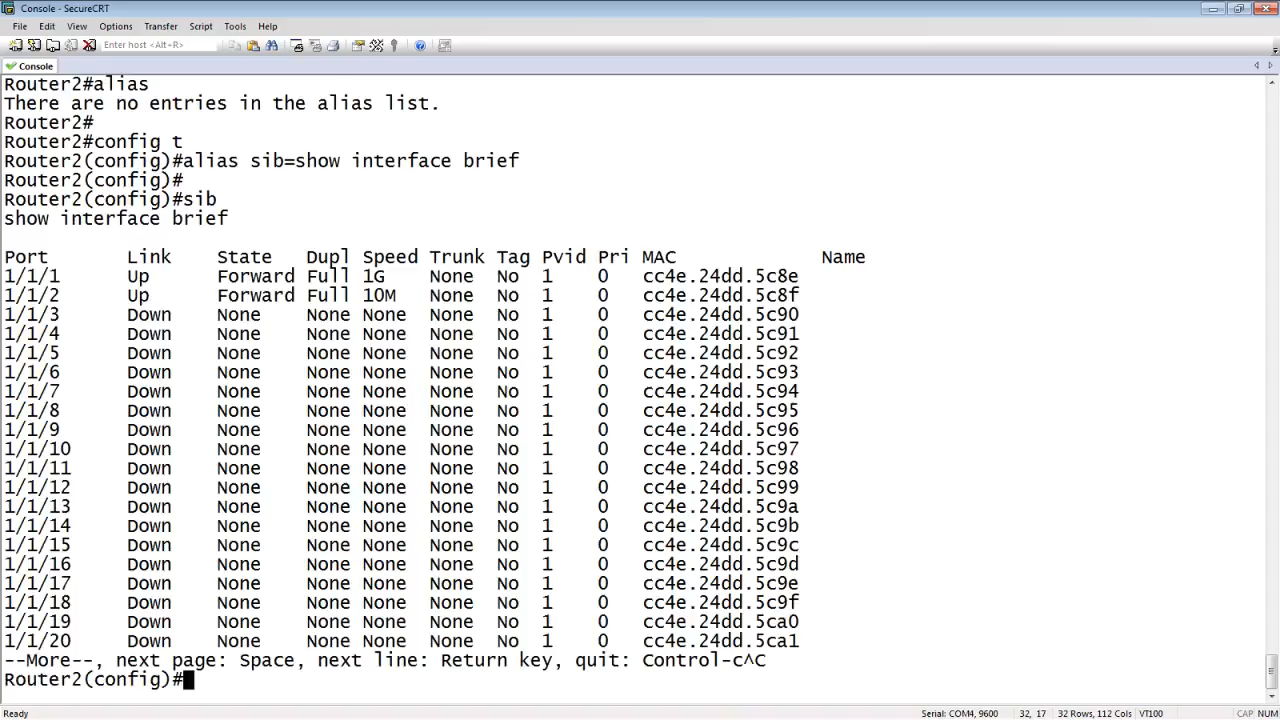 Console - SecureCRT
File Edit View Options Transfer Script Tools Help
Enter host <Alt+R>
Console
Router2#alias
There are no entries in the alias list.
Router2#
Router2#config t
Router2(config)#alias sib=show interface brief
Router2(config)#
Router2(config)#sib
show interface brief
Port Link State Dupl Speed Trunk Tag Pvid Pri MAC Name
1/1/1 Up Forward Full 1G None No 1 0 cc4e.24dd.5c8e
1/1/2 Up Forward Full 10M None No 1 0 cc4e.24dd.5c8f
1/1/3 Down None None None None No 1 0 cc4e.24dd.5c90
1/1/4 Down None None None None No 1 0 cc4e.24dd.5c91
1/1/5 Down None None None None No 1 0 cc4e.24dd.5c92
1/1/6 Down None None None None No 1 0 cc4e.24dd.5c93
1/1/7 Down None None None None No 1 0 cc4e.24dd.5c94
1/1/8 Down None None None None No 1 0 cc4e.24dd.5c95
1/1/9 Down None None None None No 1 0 cc4e.24dd.5c96
1/1/10 Down None None None None No 1 0 cc4e.24dd.5c97
1/1/11 Down None None None None No 1 0 cc4e.24dd.5c98
1/1/12 Down None None None None No 1 0 cc4e.24dd.5c99
1/1/13 Down None None None None No 1 0 cc4e.24dd.5c9a
1/1/14 Down None None None None No 1 0 cc4e.24dd.5c9b
1/1/15 Down None None None None No 1 0 cc4e.24dd.5c9c
1/1/16 Down None None None None No 1 0 cc4e.24dd.5c9d
1/1/17 Down None None None None No 1 0 cc4e.24dd.5c9e
1/1/18 Down None None None None No 1 0 cc4e.24dd.5c9f
1/1/19 Down None None None None No 1 0 cc4e.24dd.5ca0
1/1/20 Down None None None None No 1 0 cc4e.24dd.5ca1
--More--, next page: Space, next line: Return key, quit: Control-c^C
Router2(config)#
Ready Serial: COM4, 9600 32, 17 32 Rows, 112 Cols VT100 CAP NUM